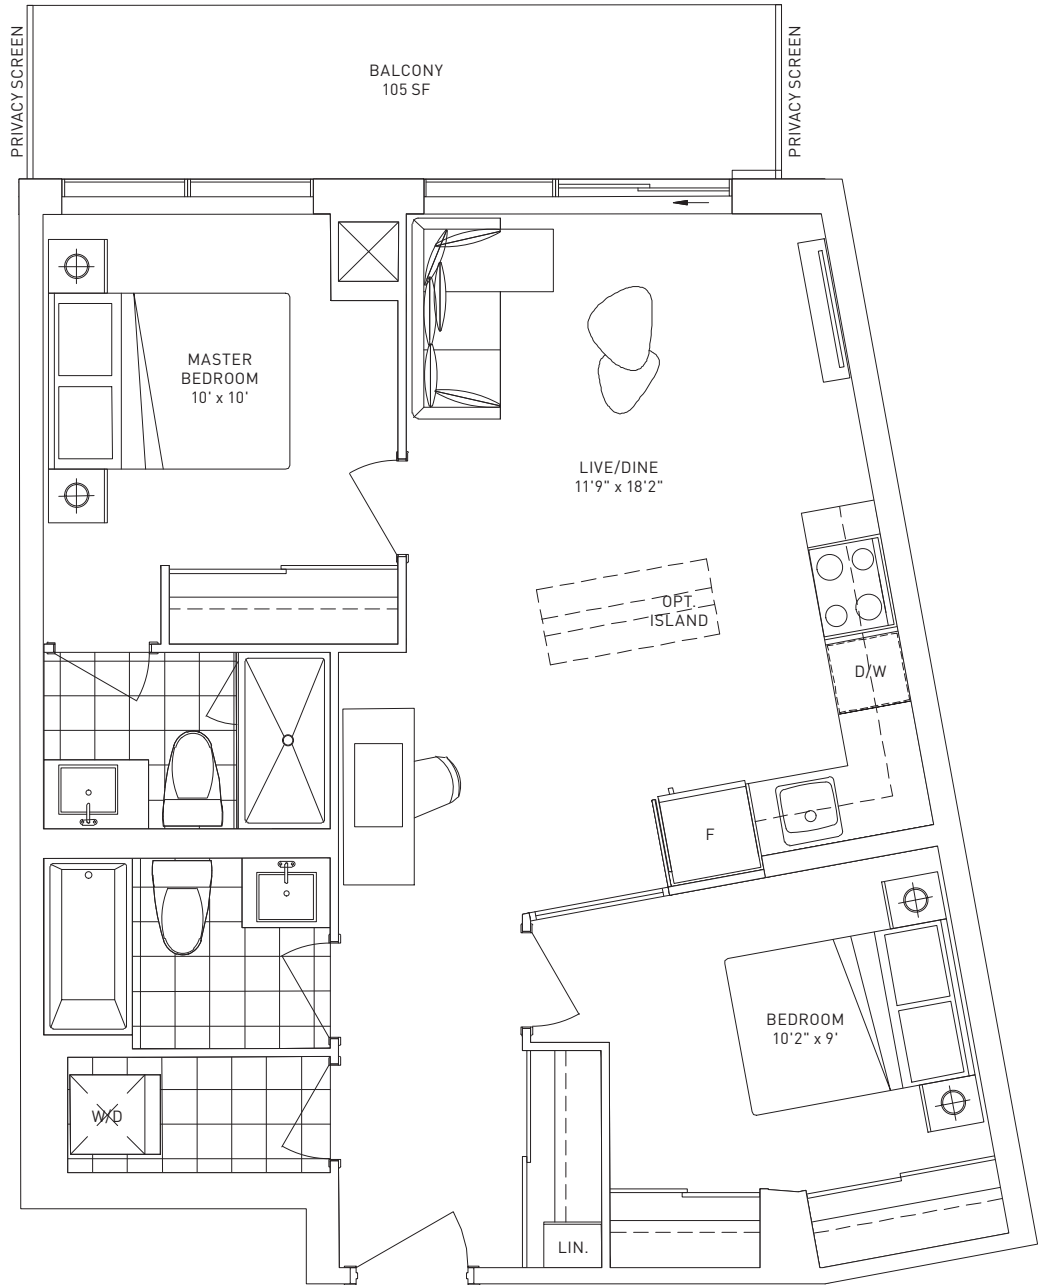 PRIVACY SCREEN
BALCONY
105 SF
PRIVACY SCREEN
MASTER
BEDROOM
10' x 10'
LIVE/DINE
11'9" x 18'2"
OPT.
ISLAND
D/W
F
BEDROOM
10'2" x 9'
W/D
LIN.